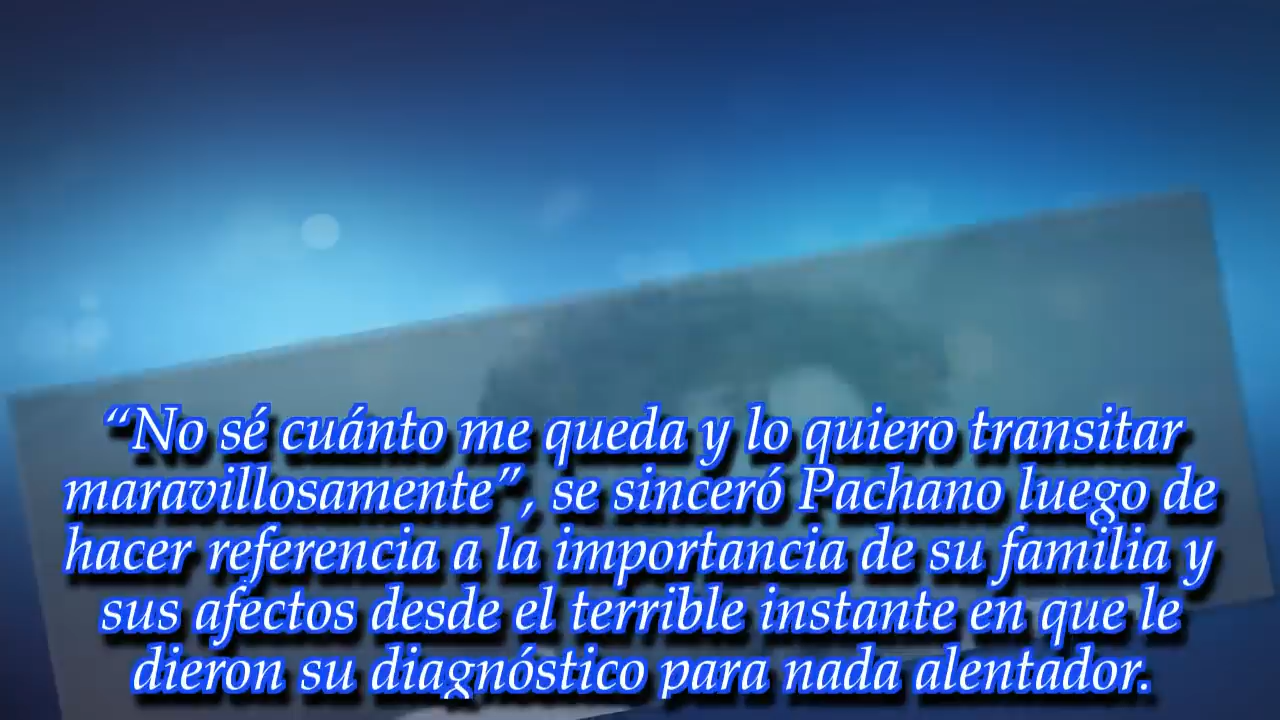 “No sé cuánto me queda y lo quiero transitar
maravillosamente”, se sinceró Pachano luego de
hacer referencia a la importancia de su familia y
sus afectos desde el terrible instante en que le
dieron su diagnóstico para nada alentador.